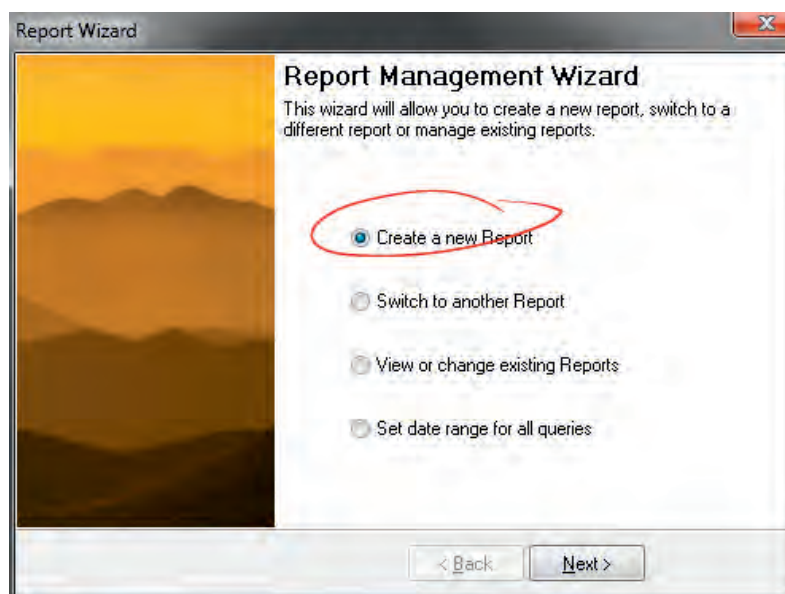 Report Wizard
Report Management Wizard
This wizard will allow you to create a new report, switch to a
different report or manage existing reports.
Create a new Report
Switch to another Report
View or change existing Reports
Set date range for all queries
< Back
Next >